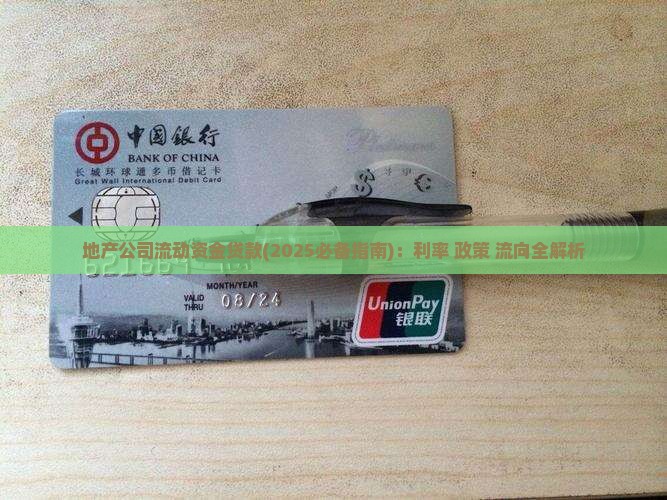 中国银行
BANK OF CHINA
长城环球通多币借记卡
Great Wall International Debit Card
Platinum
地产公司流动资金贷款(2025必备指南)：利率 政策 流向全解析
MONTH/YEAR
VALID THRU
08/24
UnionPay
银联